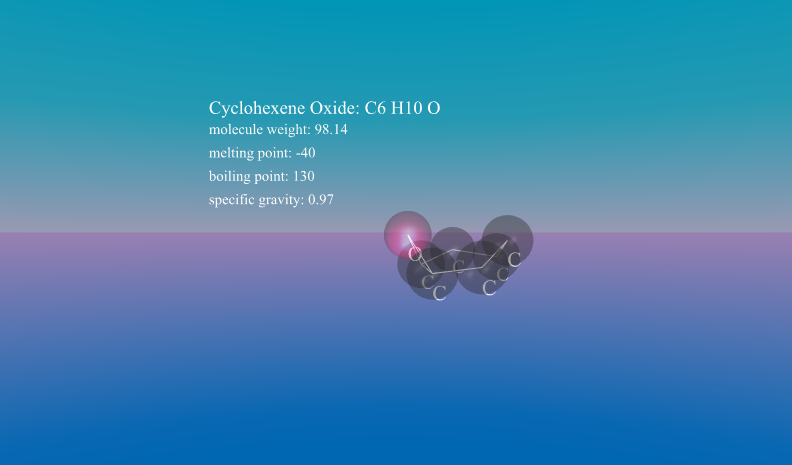 Cyclohexene Oxide: C6 H10 O
molecule weight: 98.14
melting point: -40
boiling point: 130
specific gravity: 0.97
O
C
C
C
C
C
C